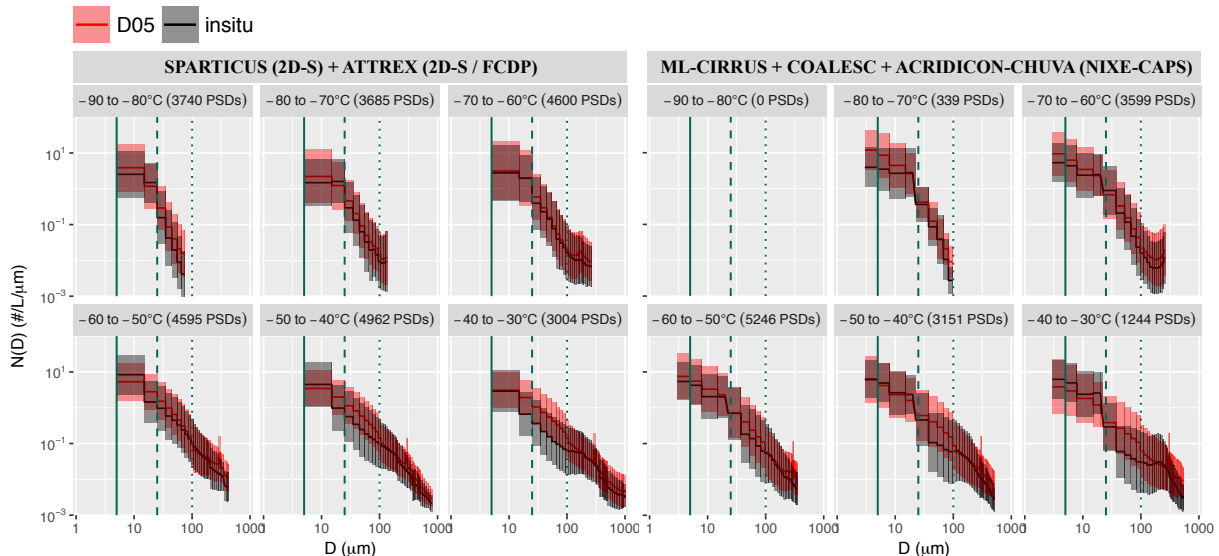 D05 insitu
SPARTICUS (2D-S) + ATTREX (2D-S / FCDP)
ML-CIRRUS + COALESC + ACRIDICON-CHUVA (NIXE-CAPS)
−90 to −80°C (3740 PSDs) −80 to −70°C (3685 PSDs) −70 to −60°C (4600 PSDs)
−90 to −80°C (0 PSDs) −80 to −70°C (339 PSDs) −70 to −60°C (3599 PSDs)
10¹
10⁻¹
10⁻³
−60 to −50°C (4595 PSDs) −50 to −40°C (4962 PSDs) −40 to −30°C (3004 PSDs)
−60 to −50°C (5246 PSDs) −50 to −40°C (3151 PSDs) −40 to −30°C (1244 PSDs)
10¹
10⁻¹
10⁻³
N(D) (#/L/μm)
1 10 100 1000 10 100 1000 10 100 1000
1 10 100 1000 10 100 1000 10 100 1000
D (μm)
D (μm)